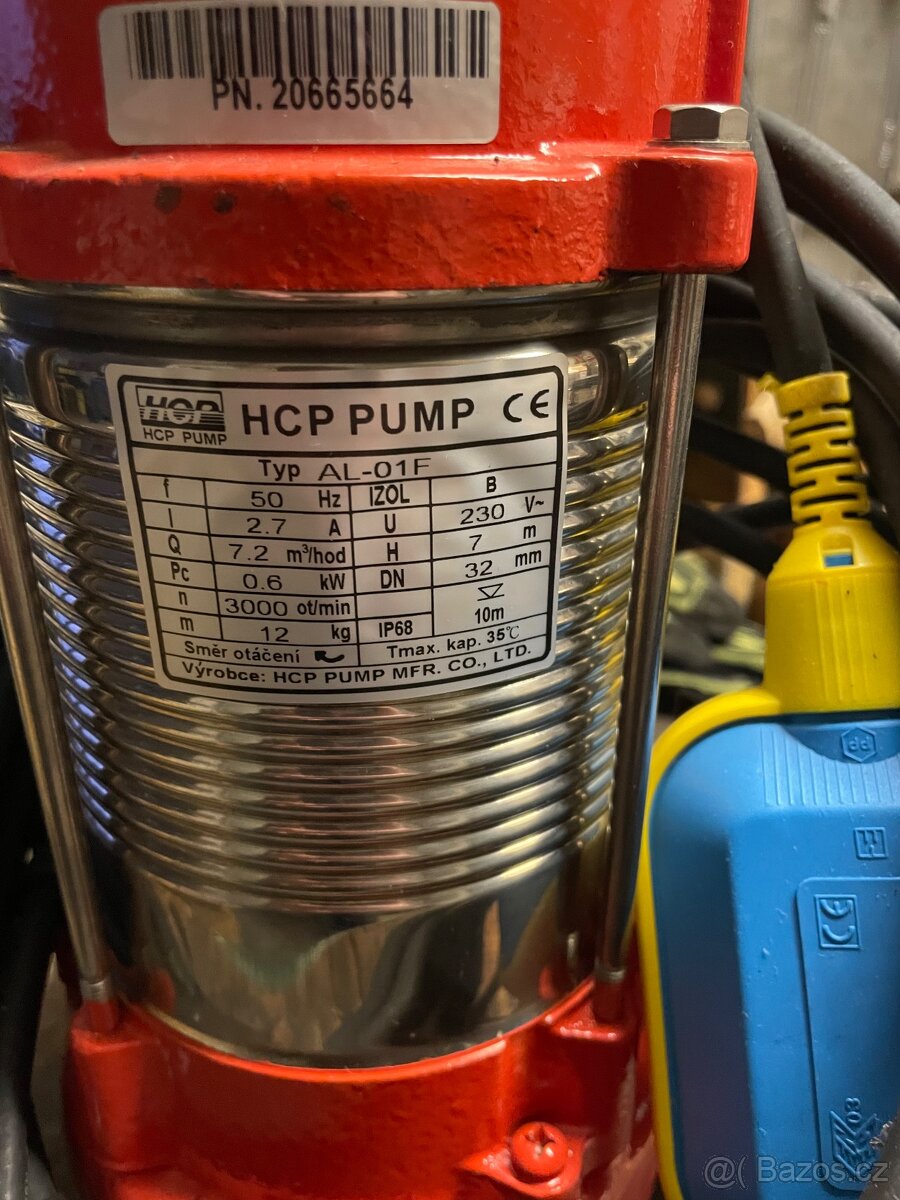 PN. 20665664
HCP
HCP PUMP
HCP PUMP CE
Typ AL-01F
f 50 Hz IZOL B
I 2.7 A U 230 V~
Q 7.2 m³/hod H 7 m
Pc 0.6 kW DN 32 mm
n 3000 ot/min
m 12 kg IP68 10m
Směr otáčení Tmax. kap. 35℃
Výrobce: HCP PUMP MFR. CO., LTD.
CE
08
@( Bazos.cz